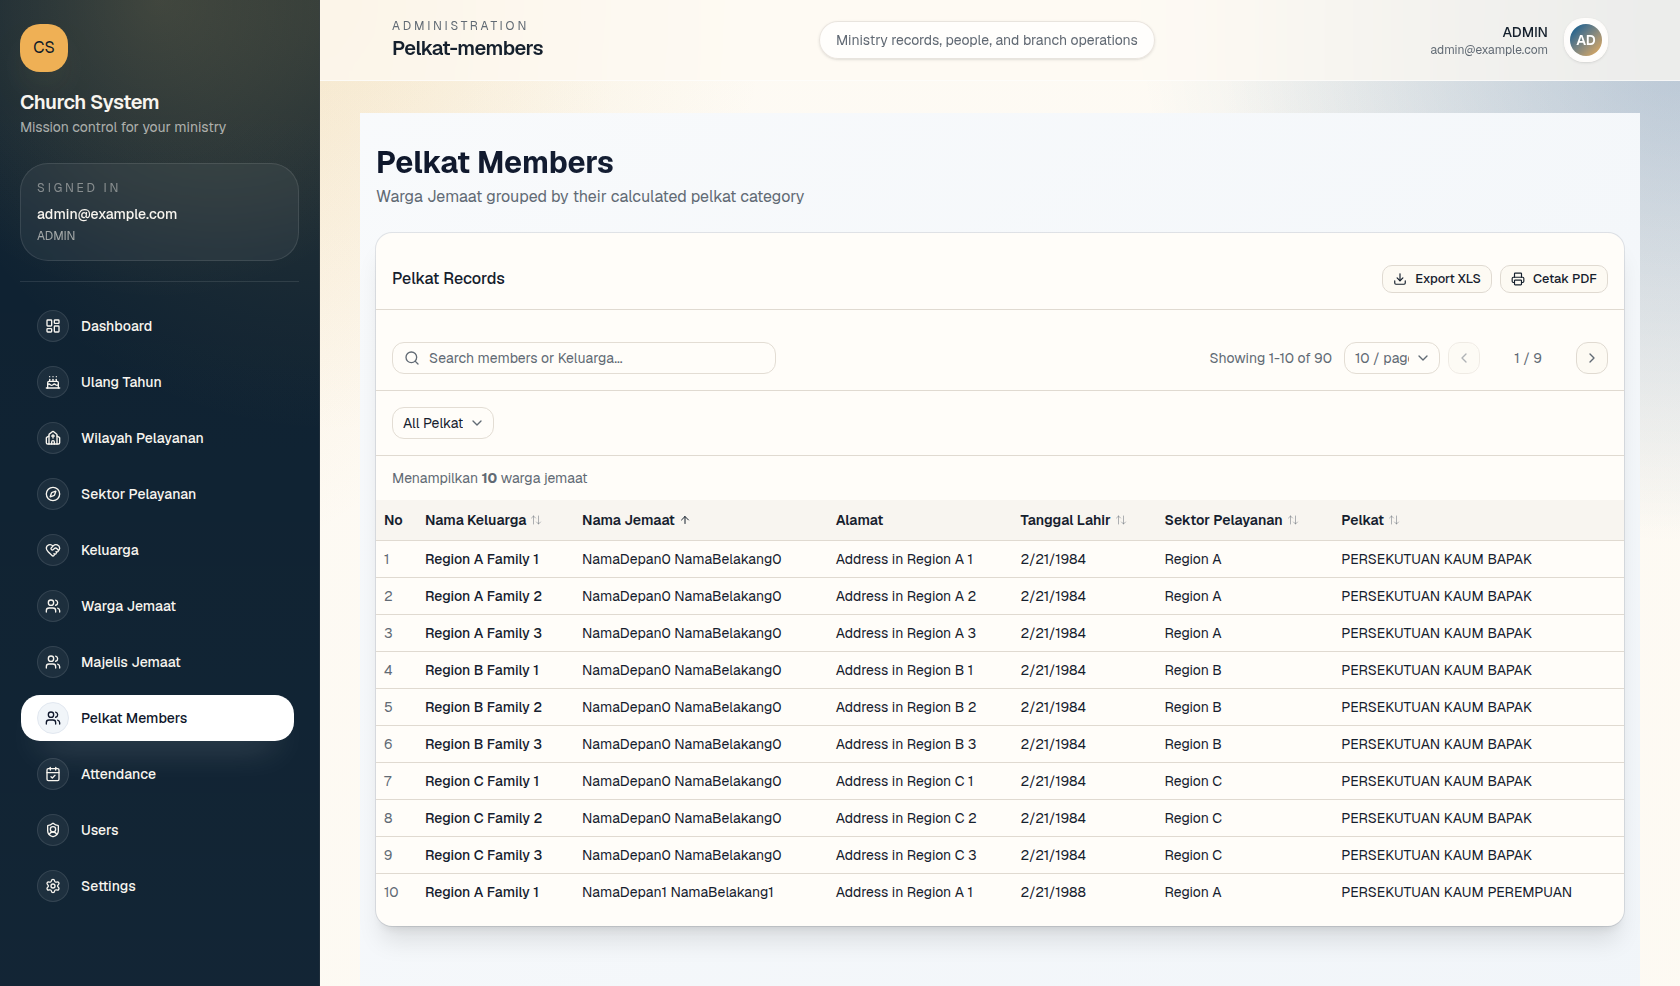 CS
Church System
Mission control for your ministry
SIGNED IN
admin@example.com
ADMIN
Dashboard
Ulang Tahun
Wilayah Pelayanan
Sektor Pelayanan
Keluarga
Warga Jemaat
Majelis Jemaat
Pelkat Members
Attendance
Users
Settings
ADMINISTRATION
Pelkat-members
Ministry records, people, and branch operations
ADMIN
admin@example.com
AD
Pelkat Members
Warga Jemaat grouped by their calculated pelkat category
Pelkat Records
Export XLS
Cetak PDF
Search members or Keluarga...
Showing 1-10 of 90
10 / page
1 / 9
All Pelkat
Menampilkan 10 warga jemaat
No Nama Keluarga Nama Jemaat Alamat Tanggal Lahir Sektor Pelayanan Pelkat
1 Region A Family 1 NamaDepan0 NamaBelakang0 Address in Region A 1 2/21/1984 Region A PERSEKUTUAN KAUM BAPAK
2 Region A Family 2 NamaDepan0 NamaBelakang0 Address in Region A 2 2/21/1984 Region A PERSEKUTUAN KAUM BAPAK
3 Region A Family 3 NamaDepan0 NamaBelakang0 Address in Region A 3 2/21/1984 Region A PERSEKUTUAN KAUM BAPAK
4 Region B Family 1 NamaDepan0 NamaBelakang0 Address in Region B 1 2/21/1984 Region B PERSEKUTUAN KAUM BAPAK
5 Region B Family 2 NamaDepan0 NamaBelakang0 Address in Region B 2 2/21/1984 Region B PERSEKUTUAN KAUM BAPAK
6 Region B Family 3 NamaDepan0 NamaBelakang0 Address in Region B 3 2/21/1984 Region B PERSEKUTUAN KAUM BAPAK
7 Region C Family 1 NamaDepan0 NamaBelakang0 Address in Region C 1 2/21/1984 Region C PERSEKUTUAN KAUM BAPAK
8 Region C Family 2 NamaDepan0 NamaBelakang0 Address in Region C 2 2/21/1984 Region C PERSEKUTUAN KAUM BAPAK
9 Region C Family 3 NamaDepan0 NamaBelakang0 Address in Region C 3 2/21/1984 Region C PERSEKUTUAN KAUM BAPAK
10 Region A Family 1 NamaDepan1 NamaBelakang1 Address in Region A 1 2/21/1988 Region A PERSEKUTUAN KAUM PEREMPUAN